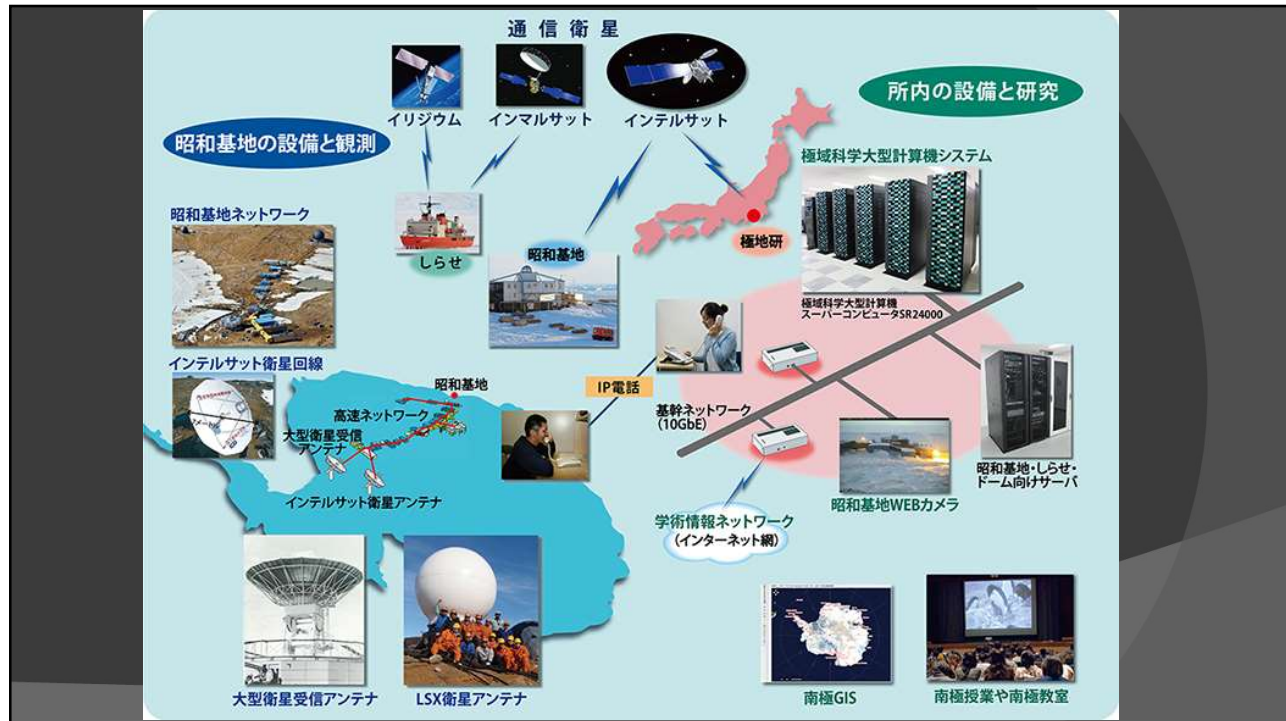 通信衛星
イリジウム
インマルサット
インテルサット
所内の設備と研究
昭和基地の設備と観測
極域科学大型計算機システム
昭和基地ネットワーク
しらせ
昭和基地
極地研
極域科学大型計算機
スーパーコンピュータSR24000
インテルサット衛星回線
昭和基地
高速ネットワーク
大型衛星受信
アンテナ
インテルサット衛星アンテナ
IP電話
基幹ネットワーク
(10GbE)
昭和基地・しらせ・
ドーム向けサーバ
昭和基地WEBカメラ
学術情報ネットワーク
(インターネット網)
大型衛星受信アンテナ
LSX衛星アンテナ
南極GIS
南極授業や南極教室